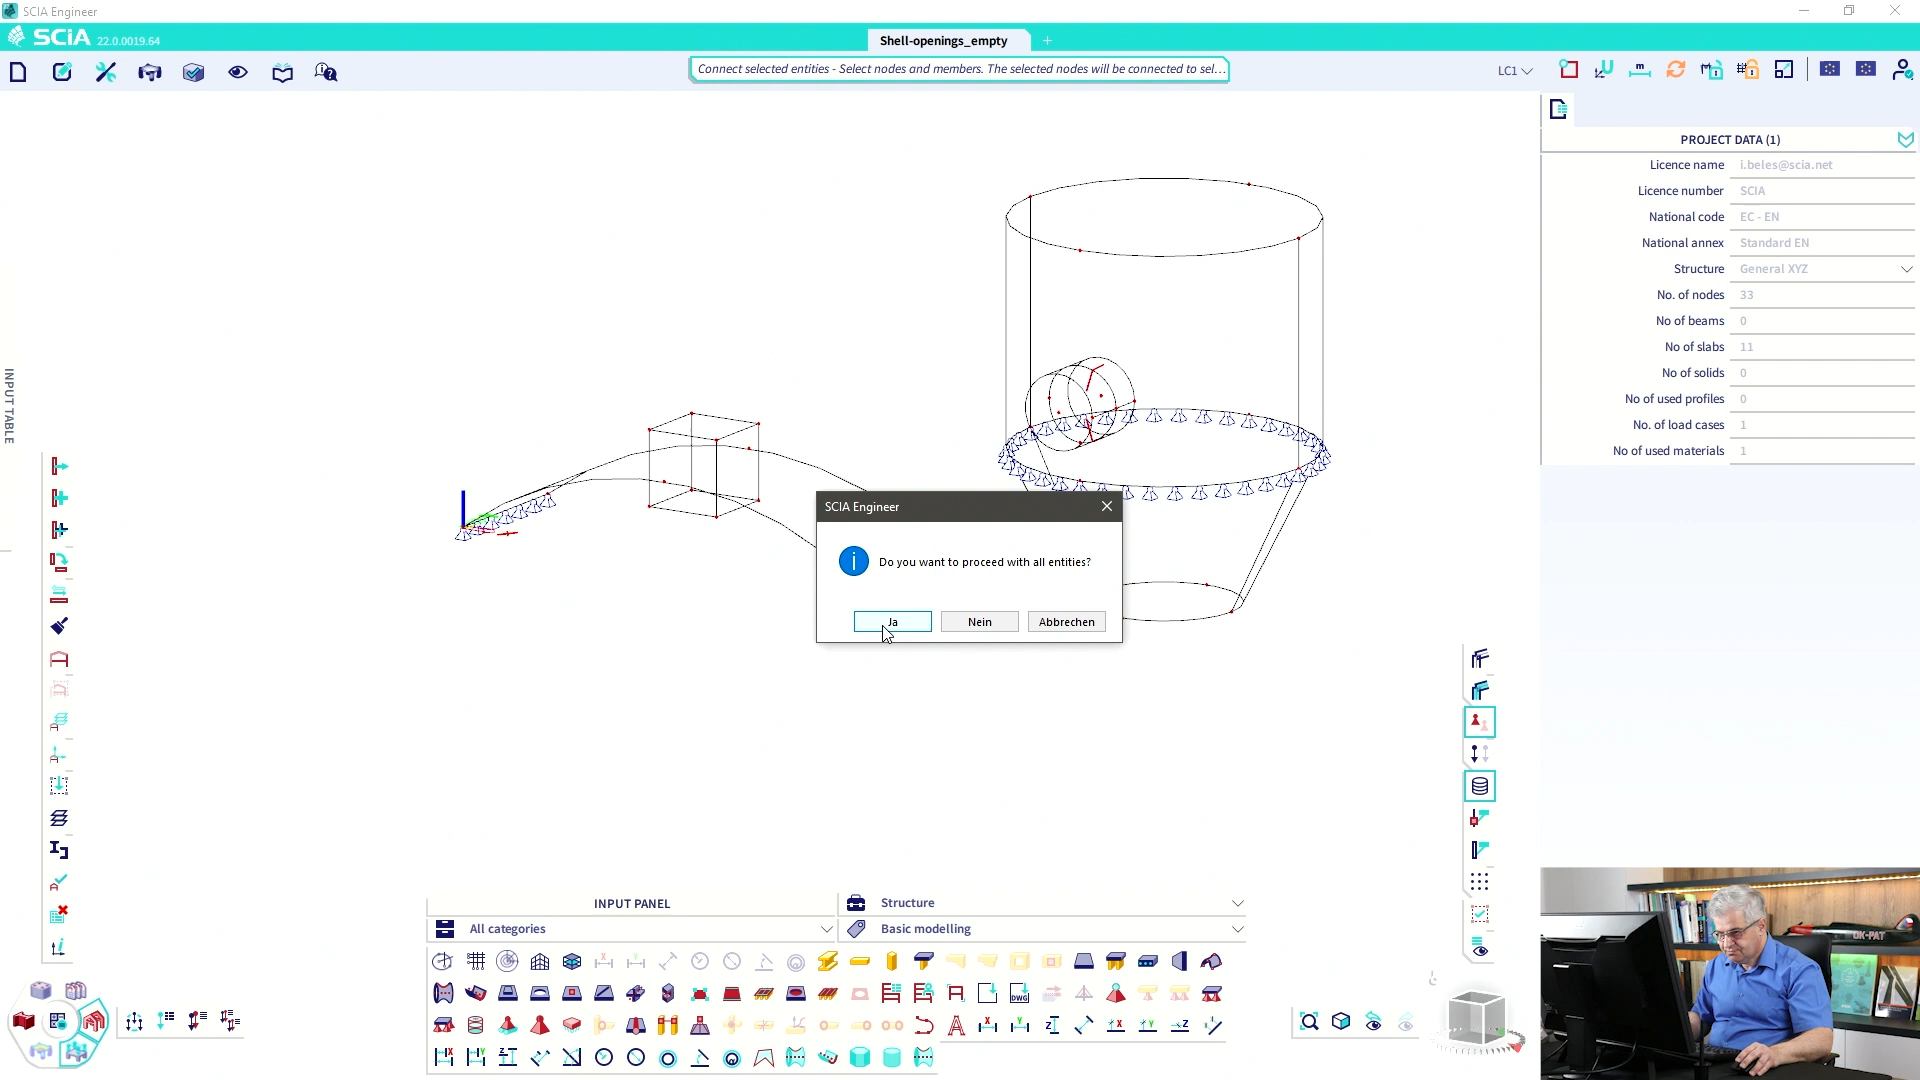 SCIA Engineer
SCiA 22.0.0019.64
Shell-openings_empty
Connect selected entities - Select nodes and members. The selected nodes will be connected to sel...
LC1
PROJECT DATA (1)
Licence name i.beles@scia.net
Licence number SCIA
National code EC - EN
National annex Standard EN
Structure General XYZ
No. of nodes 33
No of beams 0
No of slabs 11
No of solids 0
No of used profiles 0
No. of load cases 1
No of used materials 1
INPUT TABLE
SCIA Engineer
Do you want to proceed with all entities?
Ja
Nein
Abbrechen
INPUT PANEL
Structure
All categories
Basic modelling
OK-PAT